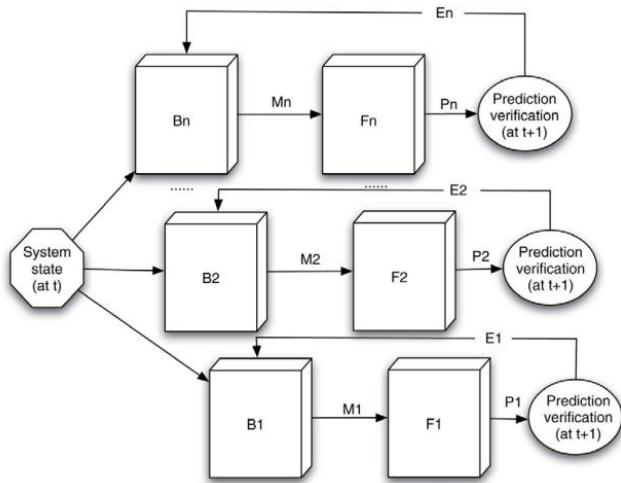 En
Bn
Mn
Fn
Pn
Prediction
verification
(at t+1)
......
......
E2
System
state
(at t)
B2
M2
F2
P2
Prediction
verification
(at t+1)
E1
B1
M1
F1
P1
Prediction
verification
(at t+1)